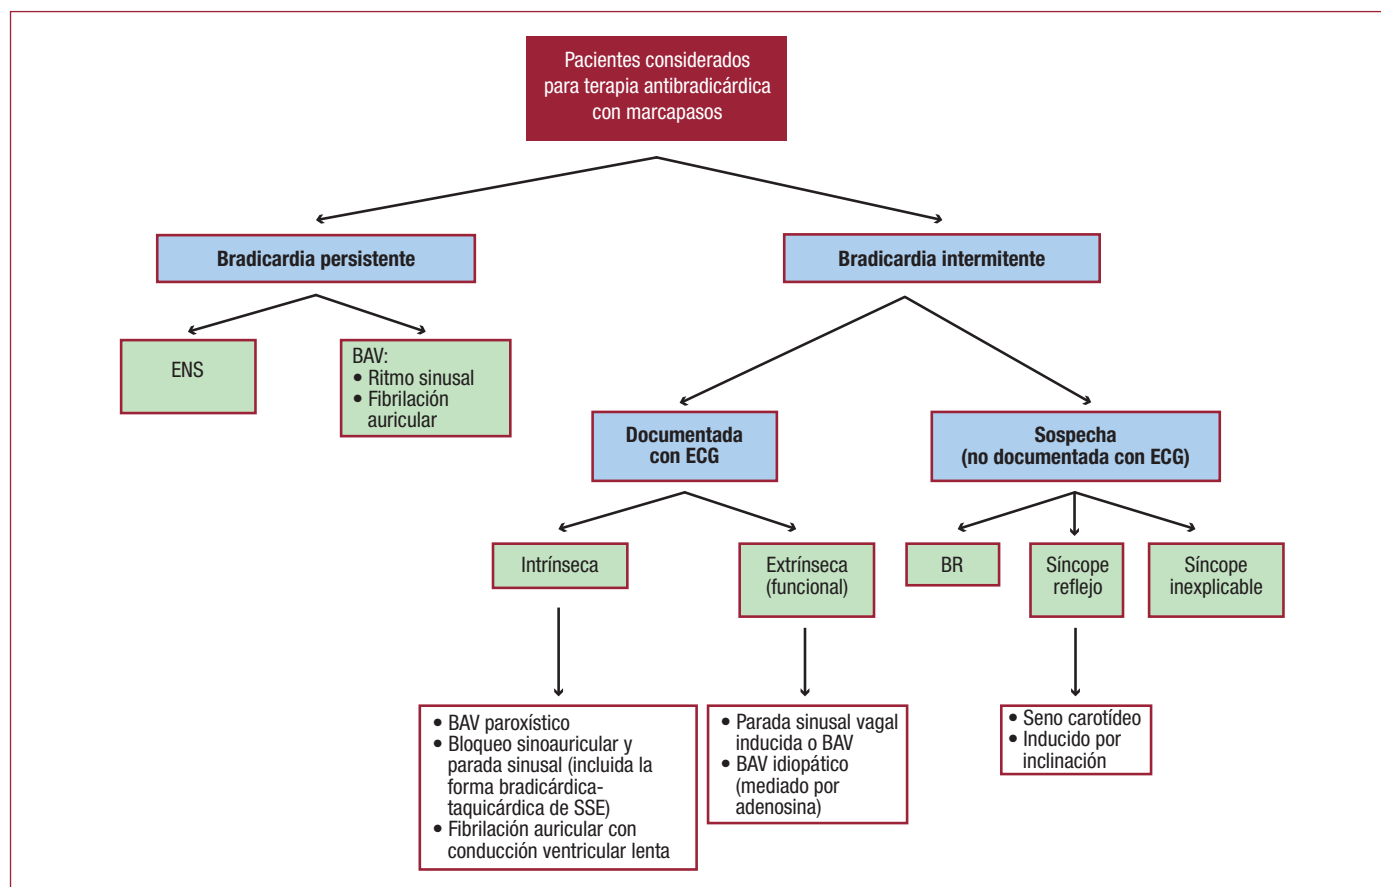 Pacientes considerados
para terapia antibradicárdica
con marcapasos
Bradicardia persistente
Bradicardia intermitente
ENS
BAV:
• Ritmo sinusal
• Fibrilación
auricular
Documentada
con ECG
Sospecha
(no documentada con ECG)
Intrínseca
Extrínseca
(funcional)
BR
Síncope
reflejo
Síncope
inexplicable
• BAV paroxístico
• Bloqueo sinoauricular y
parada sinusal (incluida la
forma bradicárdica-
taquicárdica de SSE)
• Fibrilación auricular con
conducción ventricular lenta
• Parada sinusal vagal
inducida o BAV
• BAV idiopático
(mediado por
adenosina)
• Seno carotídeo
• Inducido por
inclinación